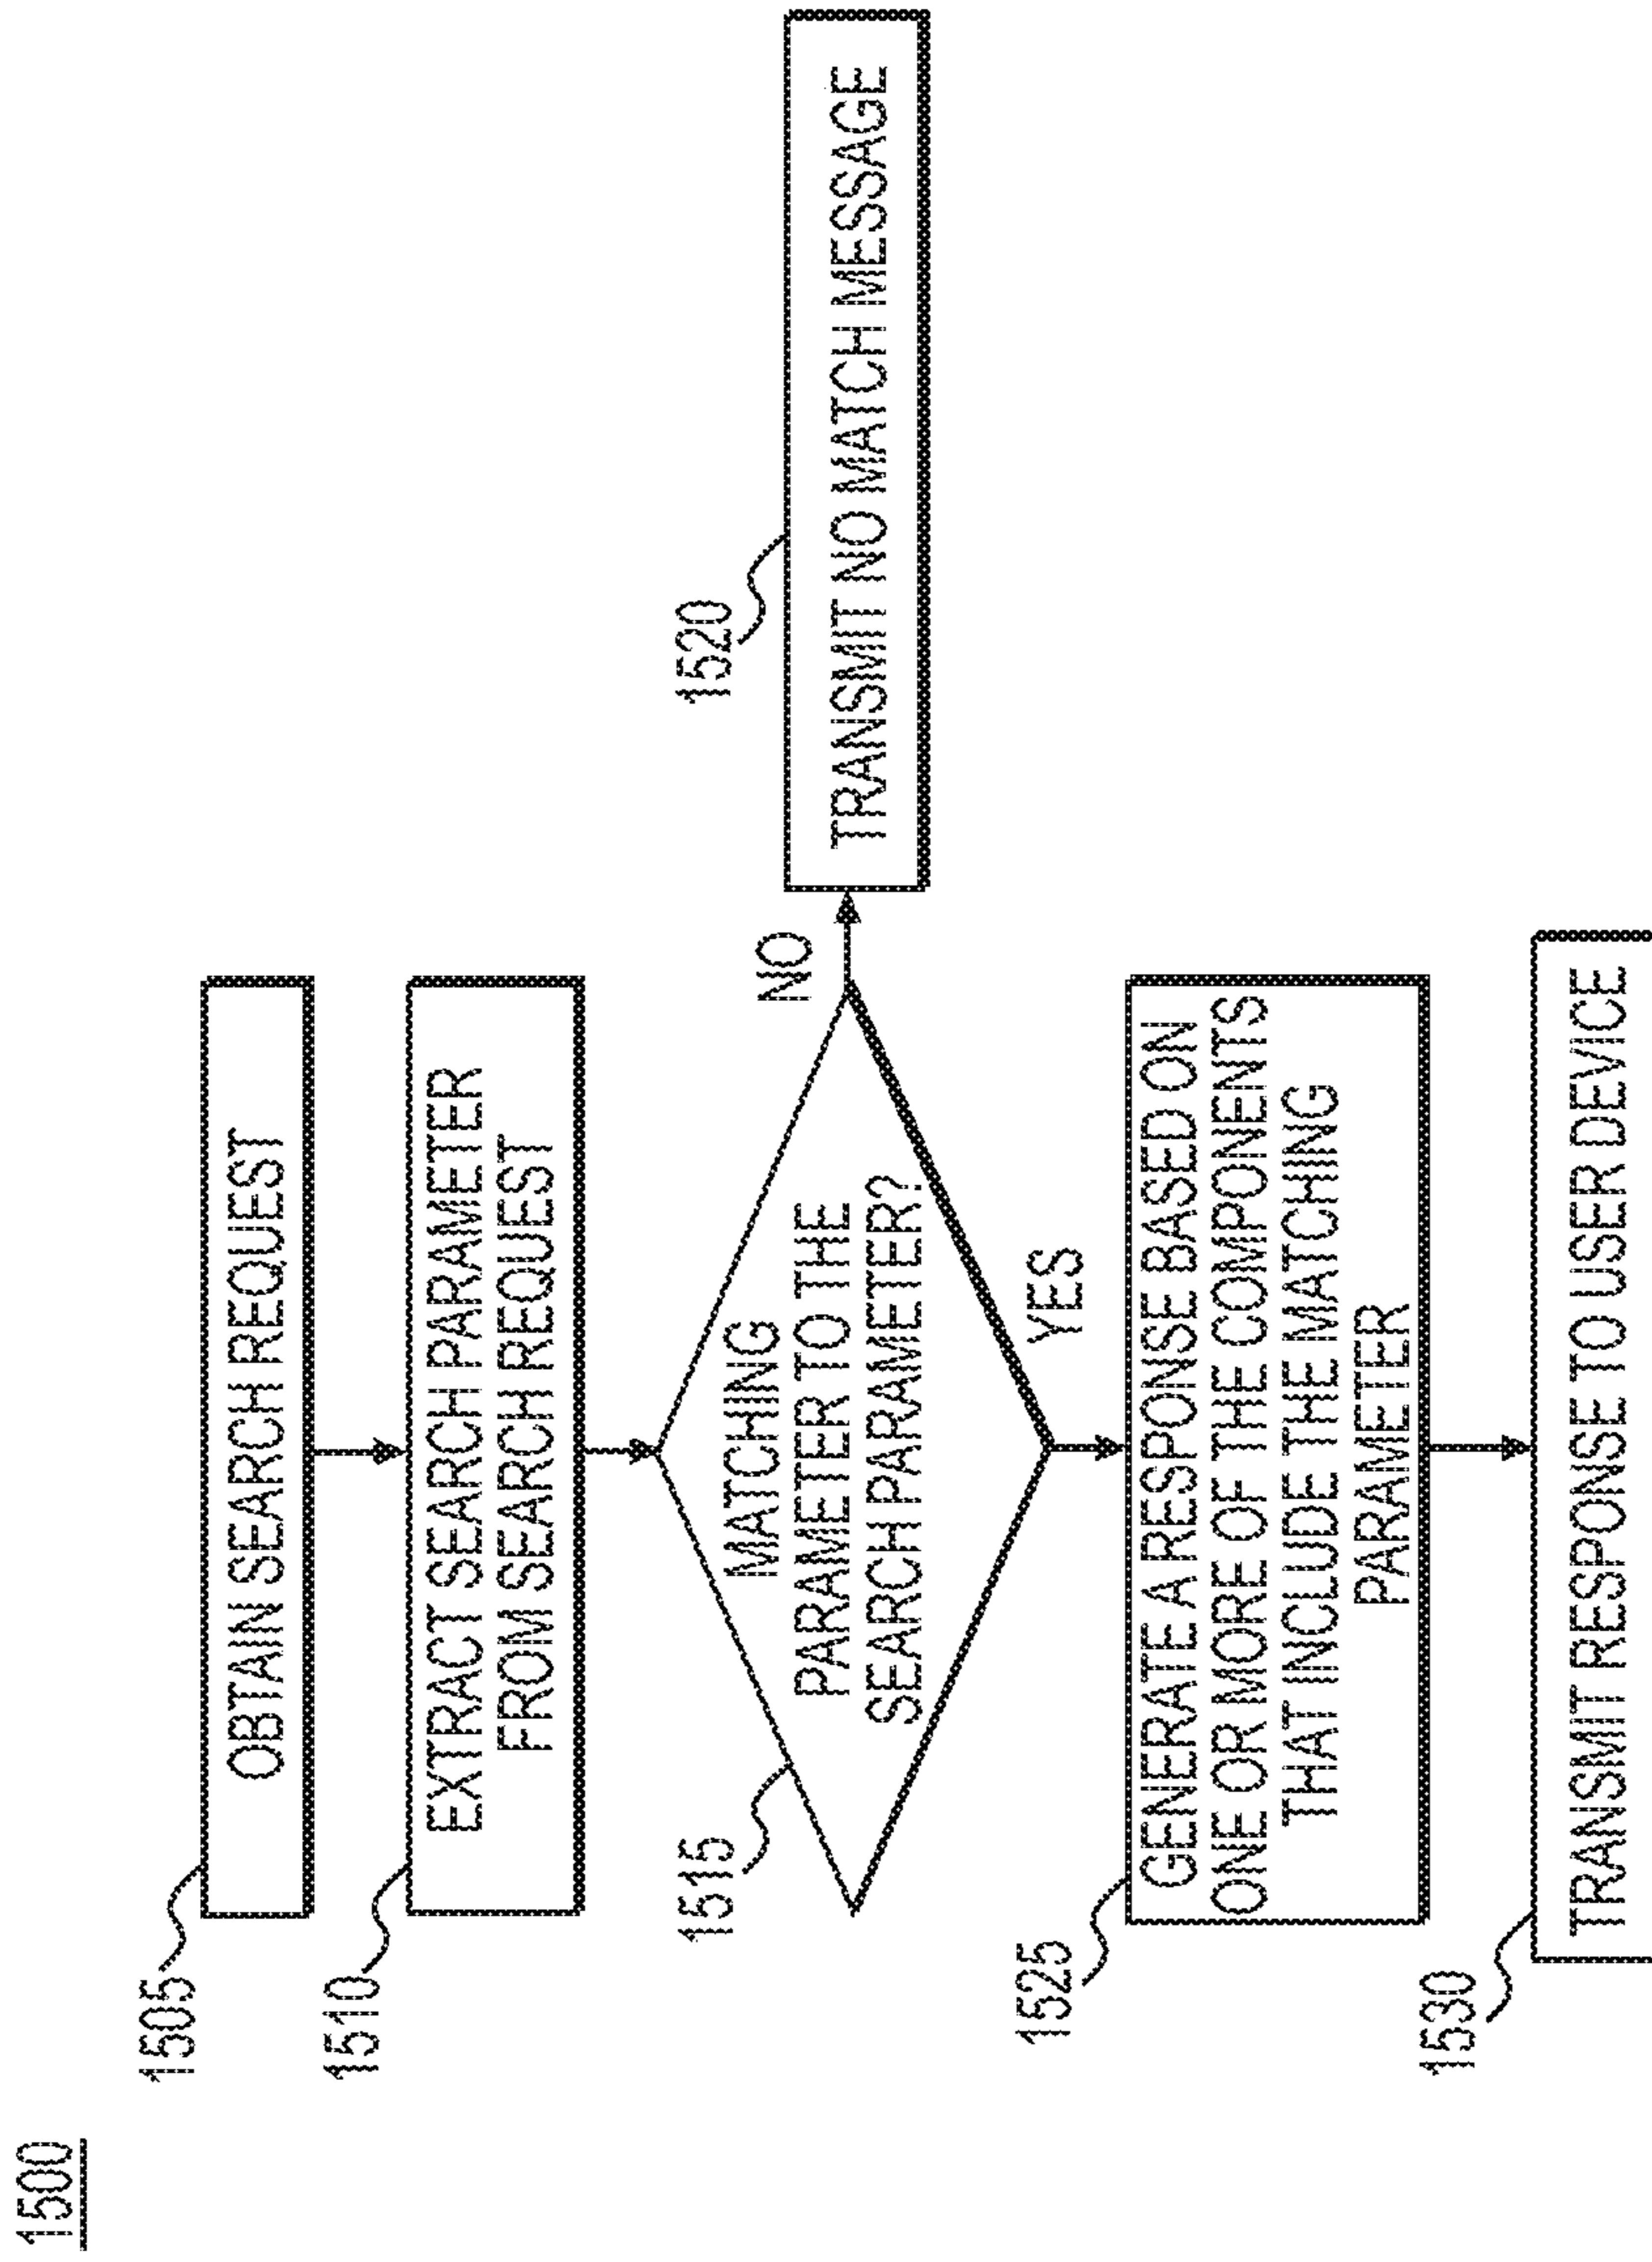 1500
1505
OBTAIN SEARCH REQUEST
1510
EXTRACT SEARCH PARAMETER
FROM SEARCH REQUEST
1515
MATCHING
PARAMETER TO THE
SEARCH PARAMETER?
NO
1520
TRANSMIT NO MATCH MESSAGE
YES
1525
GENERATE A RESPONSE BASED ON
ONE OR MORE OF THE COMPONENTS
THAT INCLUDE THE MATCHING
PARAMETER
1530
TRANSMIT RESPONSE TO USER DEVICE